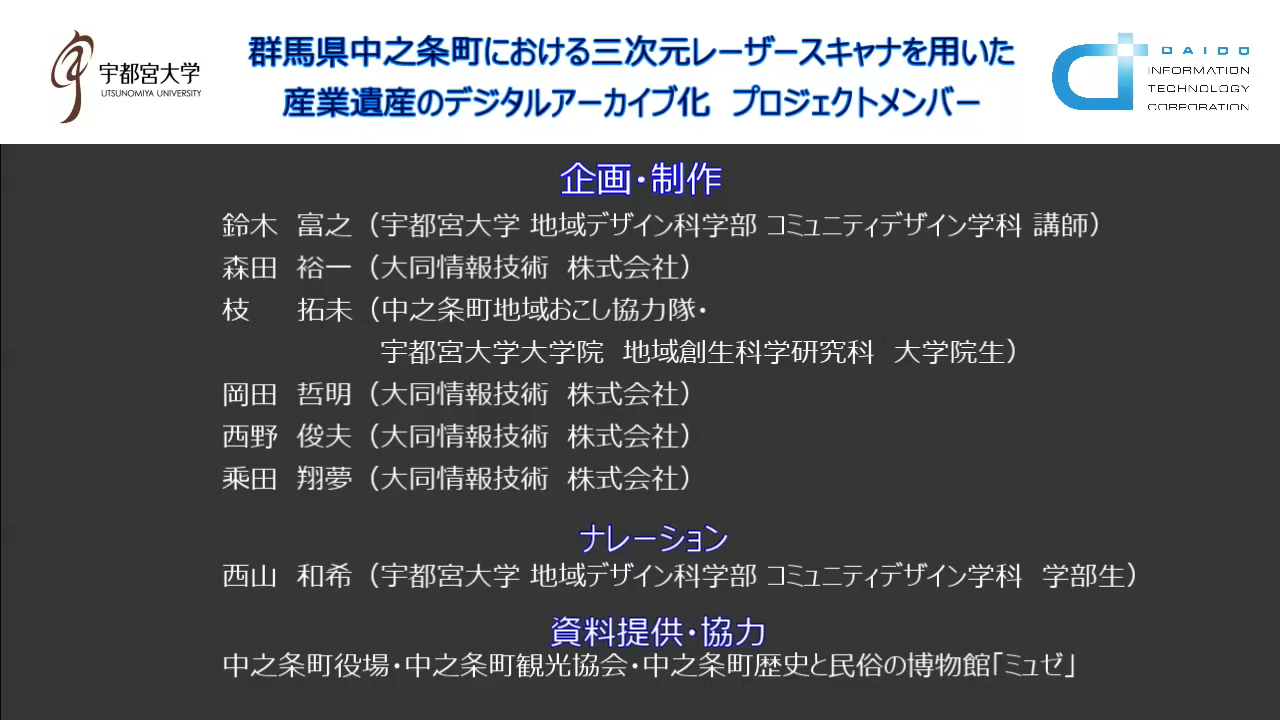 宇都宮大学
UTSUNOMIYA UNIVERSITY
群馬県中之条町における三次元レーザースキャナを用いた
産業遺産のデジタルアーカイブ化　プロジェクトメンバー
DAIDO
INFORMATION
TECHNOLOGY
CORPORATION
企画・制作
鈴木　富之（宇都宮大学 地域デザイン科学部 コミュニティデザイン学科 講師）
森田　裕一（大同情報技術　株式会社）
枝　　拓未（中之条町地域おこし協力隊・
宇都宮大学大学院　地域創生科学研究科　大学院生）
岡田　哲明（大同情報技術　株式会社）
西野　俊夫（大同情報技術　株式会社）
乗田　翔夢（大同情報技術　株式会社）
ナレーション
西山　和希（宇都宮大学 地域デザイン科学部 コミュニティデザイン学科　学部生）
資料提供・協力
中之条町役場・中之条町観光協会・中之条町歴史と民俗の博物館「ミュゼ」